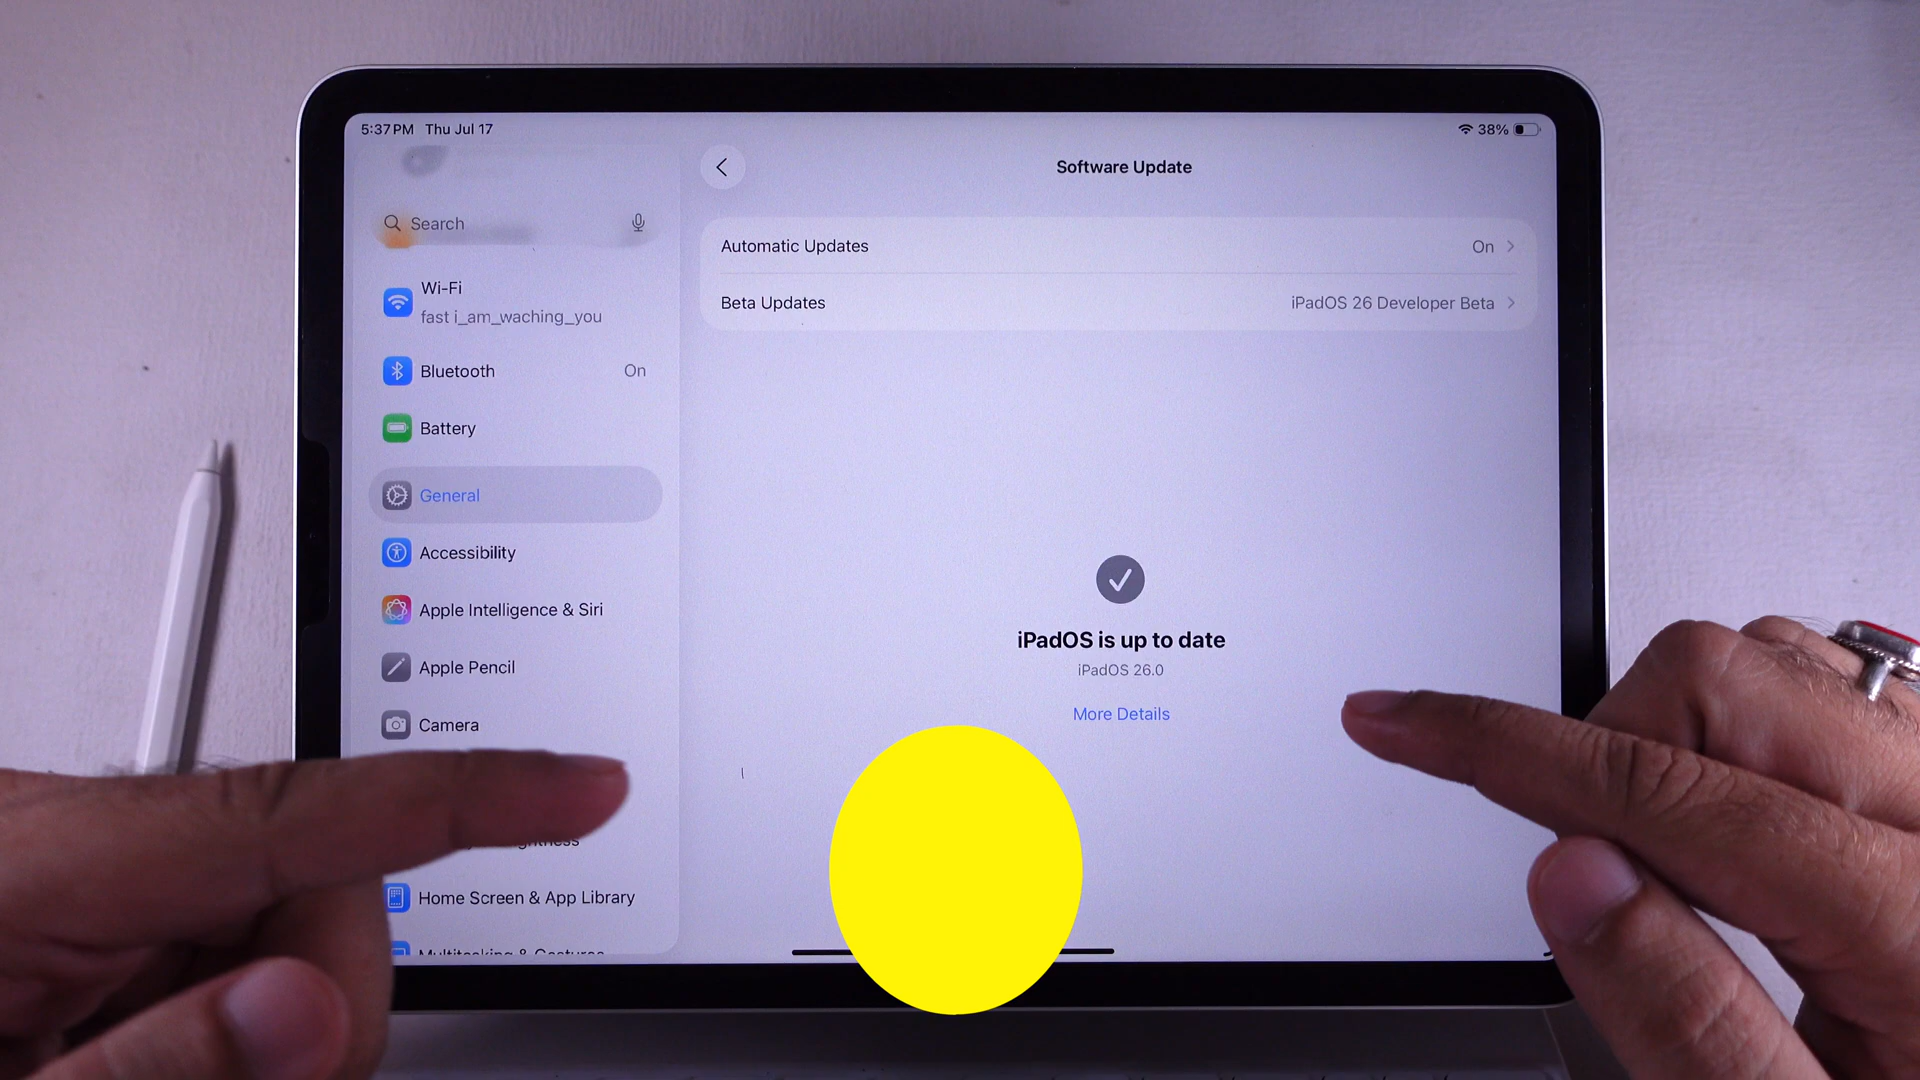 5:37 PM Thu Jul 17
38%
Search
Wi-Fi
fast i_am_waching_you
Bluetooth On
Battery
General
Accessibility
Apple Intelligence & Siri
Apple Pencil
Camera
Home Screen & App Library
Multitasking & Gestures
Software Update
Automatic Updates On
Beta Updates iPadOS 26 Developer Beta
iPadOS is up to date
iPadOS 26.0
More Details